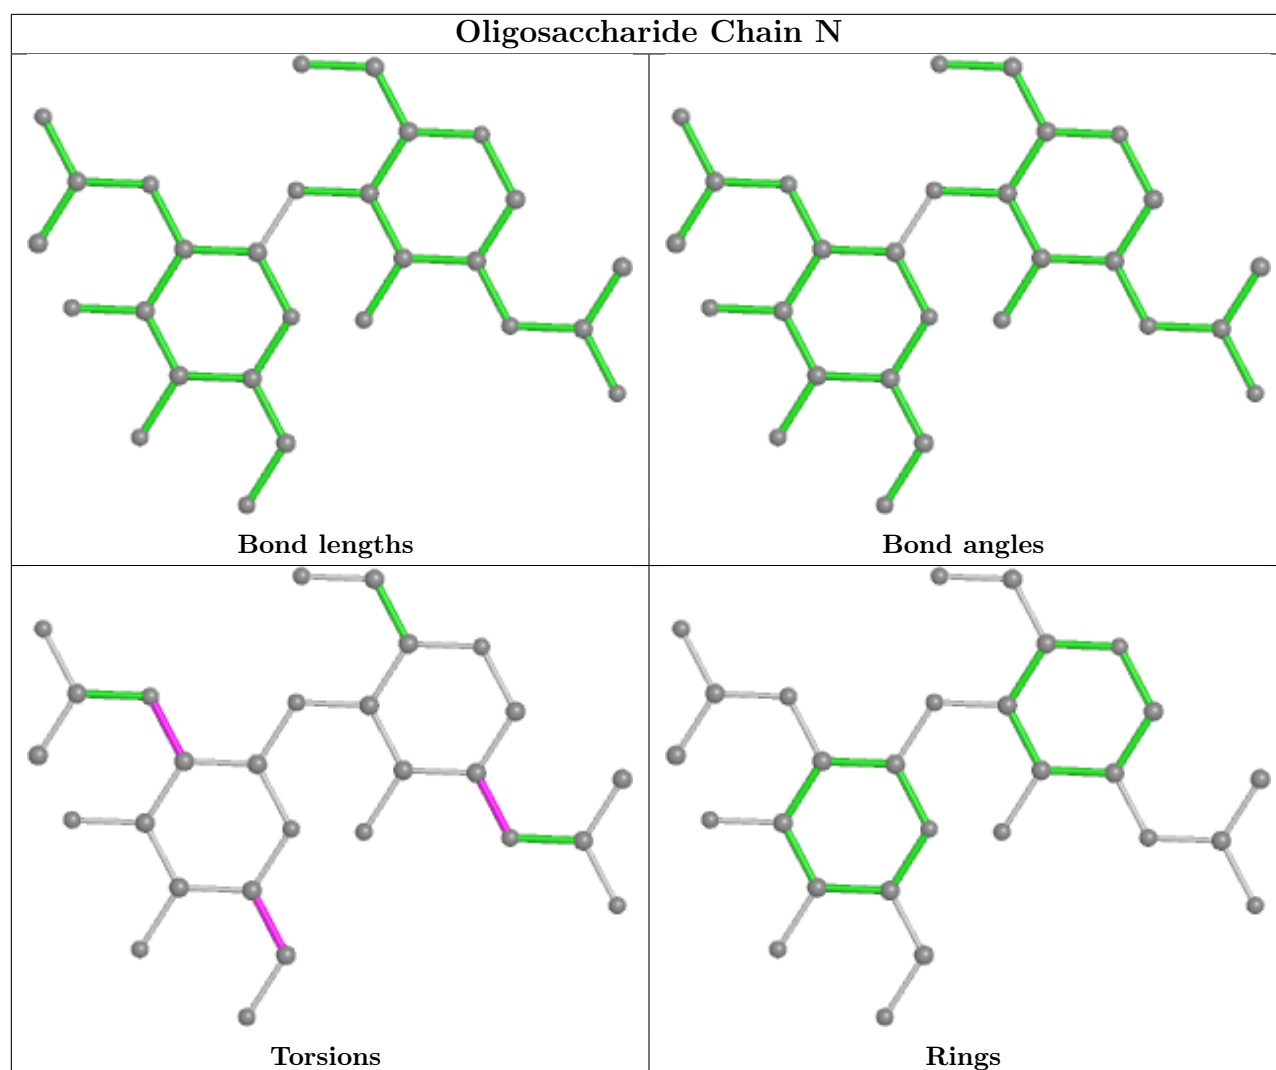 Oligosaccharide Chain N
Bond lengths
Bond angles
Torsions
Rings